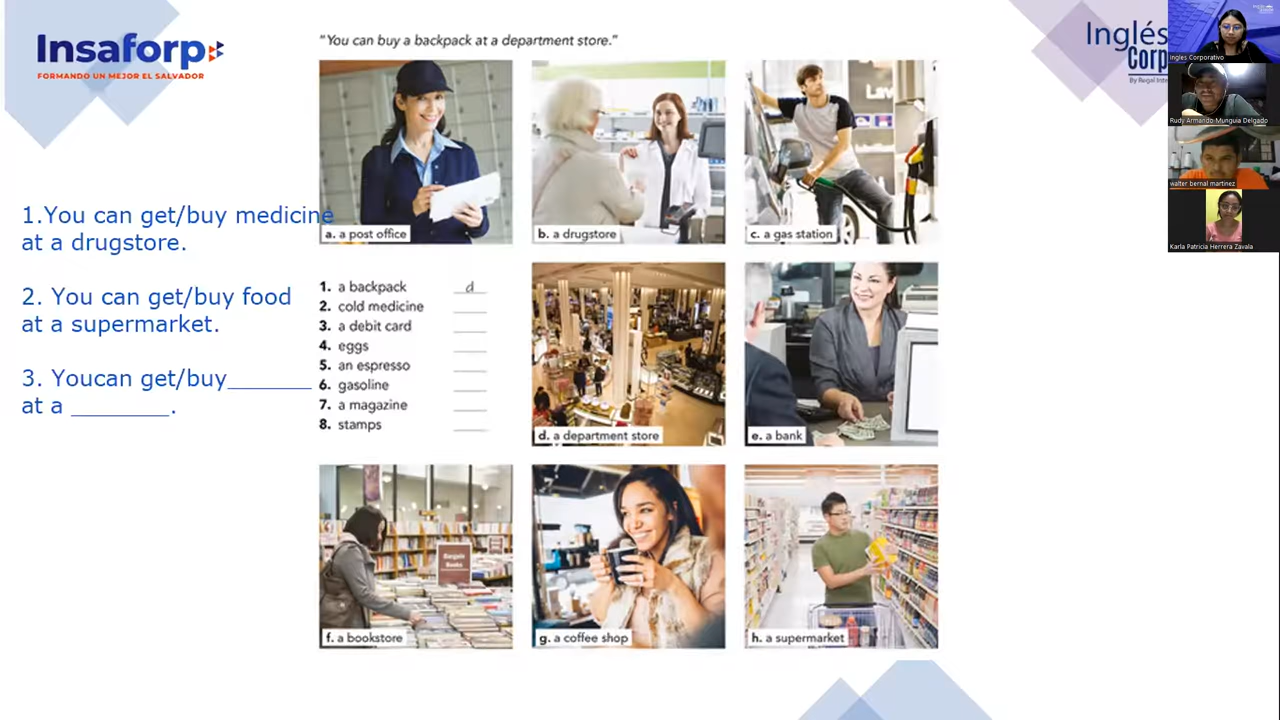 Insaforp
FORMANDO UN MEJOR EL SALVADOR
"You can buy a backpack at a department store."
1.You can get/buy medicine
at a drugstore.
2. You can get/buy food
at a supermarket.
3. Youcan get/buy_______
at a ________.
a. a post office
b. a drugstore
c. a gas station
1. a backpack d
2. cold medicine
3. a debit card
4. eggs
5. an espresso
6. gasoline
7. a magazine
8. stamps
d. a department store
e. a bank
Bargain
Books
f. a bookstore
g. a coffee shop
h. a supermarket
Inglés
Corp
Ingles Corporativo
Rudy Armando Munguia Delgado
walter bernal martinez
Karla Patricia Herrera Zavala